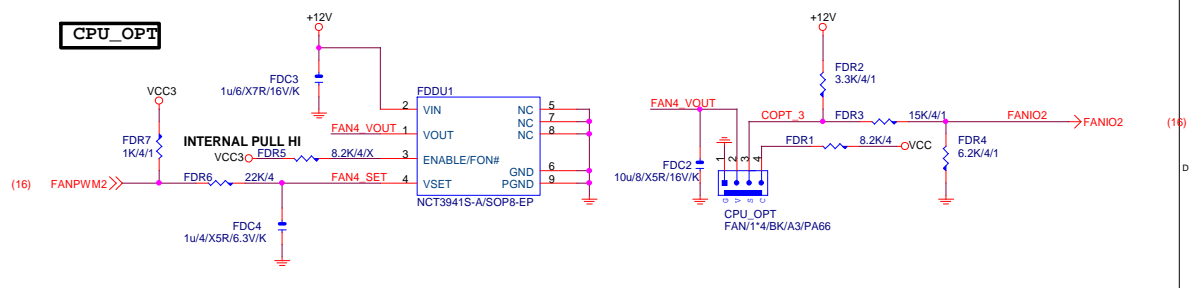 CPU_OPT
+12V
FDC3
1u/6/X7R/16V/K
VCC3
FDR7
1K/4/1
INTERNAL PULL HI
VCC3
FDR5
8.2K/4/X
FAN4_VOUT
(16)
FANPWM2
FDR6
22K/4
FAN4_SET
FDC4
1u/4/X5R/6.3V/K
FDDU1
2
VIN
1
VOUT
3
ENABLE/FON#
4
VSET
NC
5
NC
7
NC
8
GND
6
PGND
9
NCT3941S-A/SOP8-EP
+12V
FDR2
3.3K/4/1
FAN4_VOUT
COPT_3
FDR3
15K/4/1
FANIO2
FANIO2
(16)
FDR1
8.2K/4
VCC
FDR4
6.2K/4/1
FDC2
10u/8/X5R/16V/K
1
2
3
4
G
V
S
C
CPU_OPT
FAN/1*4/BK/A3/PA66
D